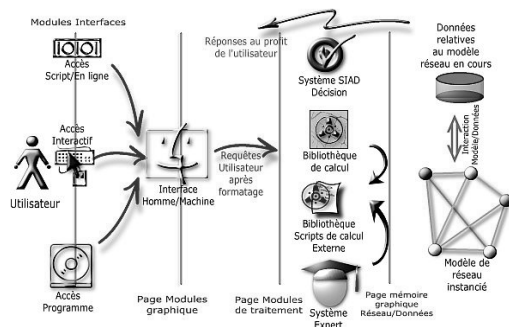 Modules Interfaces
Accès
Script/En ligne
Accès
Interactif
Utilisateur
Accès
Programme
Interface
Homme/Machine
Page Modules
graphique
Réponses au profit
de l'utilisateur
Requêtes
Utilisateur
après
formatage
Page Modules
de traitement
Système SIAD
Décision
Bibliothèque
de calcul
Bibliothèque
Scripts de calcul
Externe
Système
Expert
Page mémoire
graphique
Réseau/Données
Données
relatives
au modèle
réseau en cours
Interaction
Modèle/Données
Modèle de
réseau
instancié